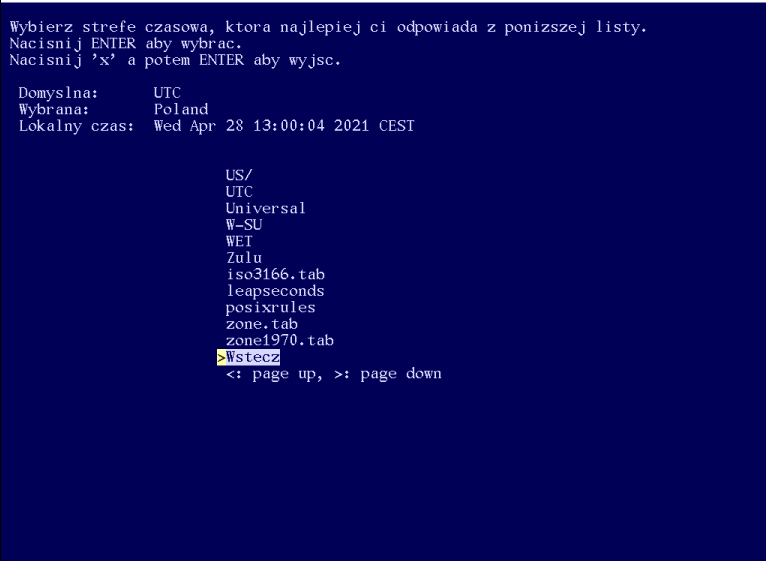 Wybierz strefe czasowa, ktora najlepiej ci odpowiada z ponizszej listy.
Nacisnij ENTER aby wybrac.
Nacisnij 'x' a potem ENTER aby wyjsc.
Domyslna: UTC
Wybrana: Poland
Lokalny czas: Wed Apr 28 13:00:04 2021 CEST
US/
UTC
Universal
W-SU
WET
Zulu
iso3166.tab
leapseconds
posixrules
zone.tab
zone1970.tab
>Wstecz
<: page up, >: page down